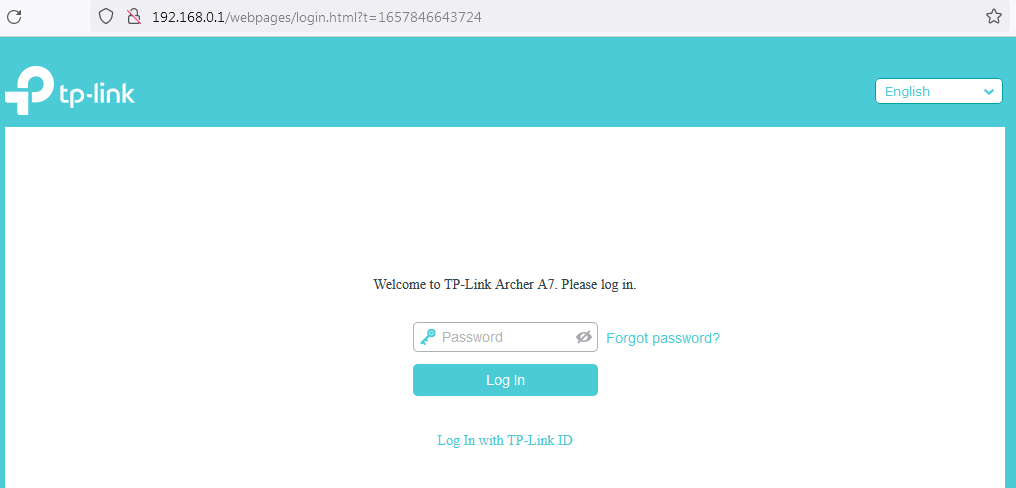 192.168.0.1/webpages/login.html?t=1657846643724
tp-link
English
Welcome to TP-Link Archer A7. Please log in.
Password
Forgot password?
Log In
Log In with TP-Link ID